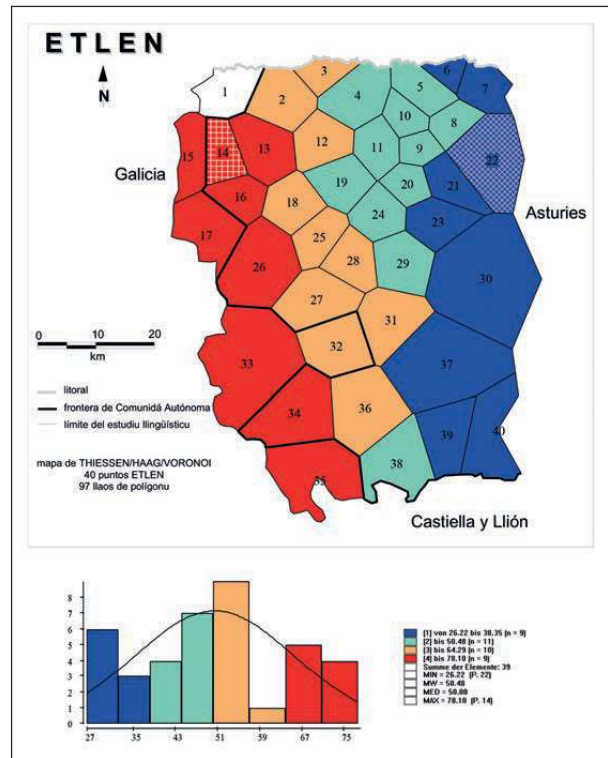 ETLEN
N
1
2
3
4
5
6
7
8
9
10
11
12
13
14
15
16
17
18
19
20
21
22
23
24
25
26
27
28
29
30
31
32
33
34
35
36
37
38
39
40
Galicia
Asturies
Castiella y Llión
0 10 20
km
litoral
frontera de Comunidá Autónoma
límite del estudiu llingüísticu
mapa de THIESSEN/HAAG/VORONOI
40 puntos ETLEN
97 llaos de polígonu
8
7
6
5
4
3
2
1
0
27 35 43 51 59 67 75
[1] von 26.22 bis 38.35 (n = 9)
[2] bis 50.48 (n = 11)
[3] bis 64.29 (n = 10)
[4] bis 78.10 (n = 9)
Summe der Elemente: 39
MIN = 26.22 (P. 22)
MW = 50.48
MED = 50.80
MAX = 78.10 (P. 14)